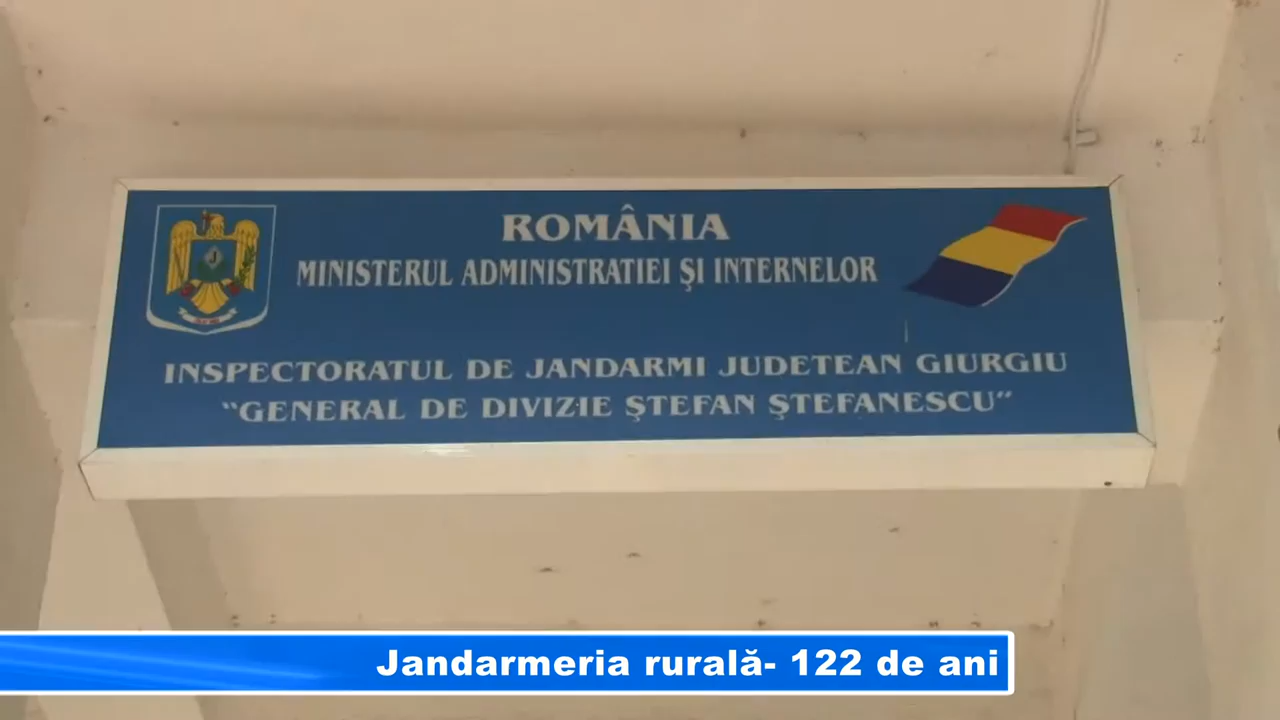 ROMÂNIA
MINISTERUL ADMINISTRATIEI ŞI INTERNELOR
INSPECTORATUL DE JANDARMI JUDETEAN GIURGIU
"GENERAL DE DIVIZIE ŞTEFAN ŞTEFANESCU"
Jandarmeria rurală- 122 de ani